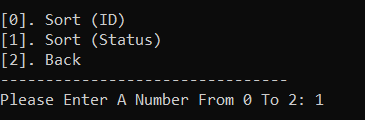 [0]. Sort (ID)
[1]. Sort (Status)
[2]. Back
--------------------------------
Please Enter A Number From 0 To 2: 1